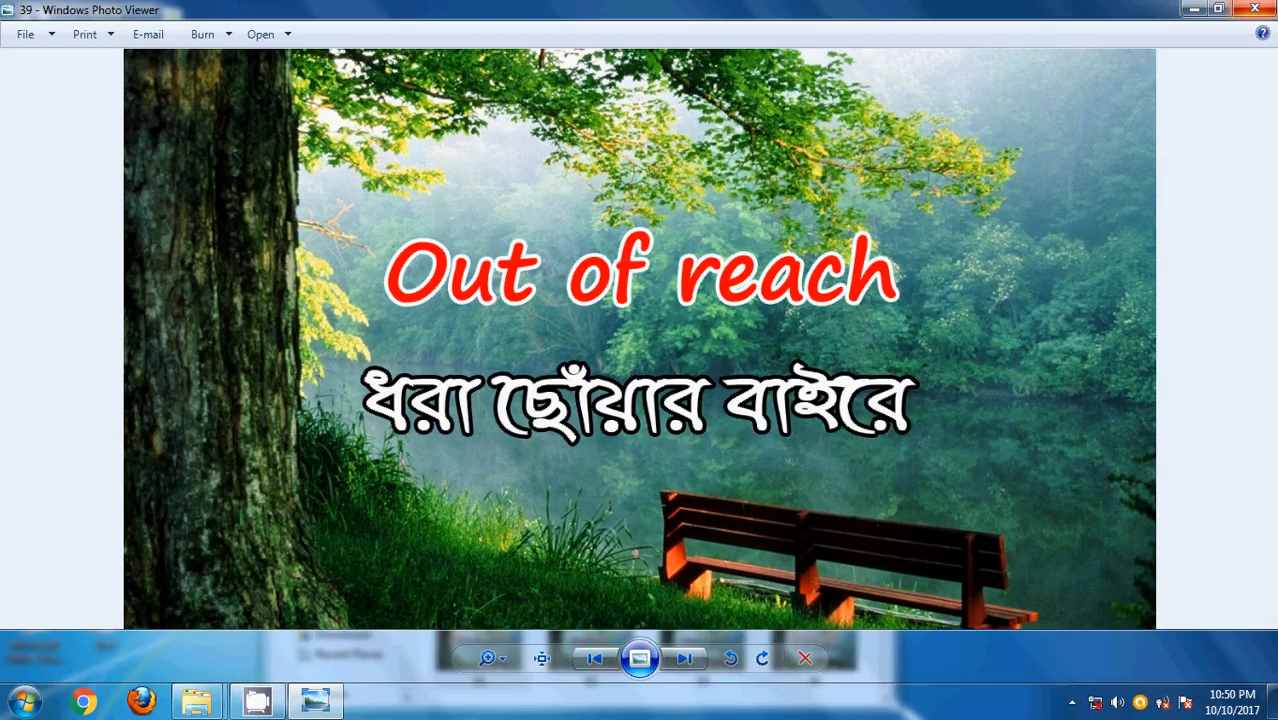 39 - Windows Photo Viewer
File Print E-mail Burn Open
Out of reach
ধরা ছোঁয়ার বাইরে
10:50 PM
10/10/2017